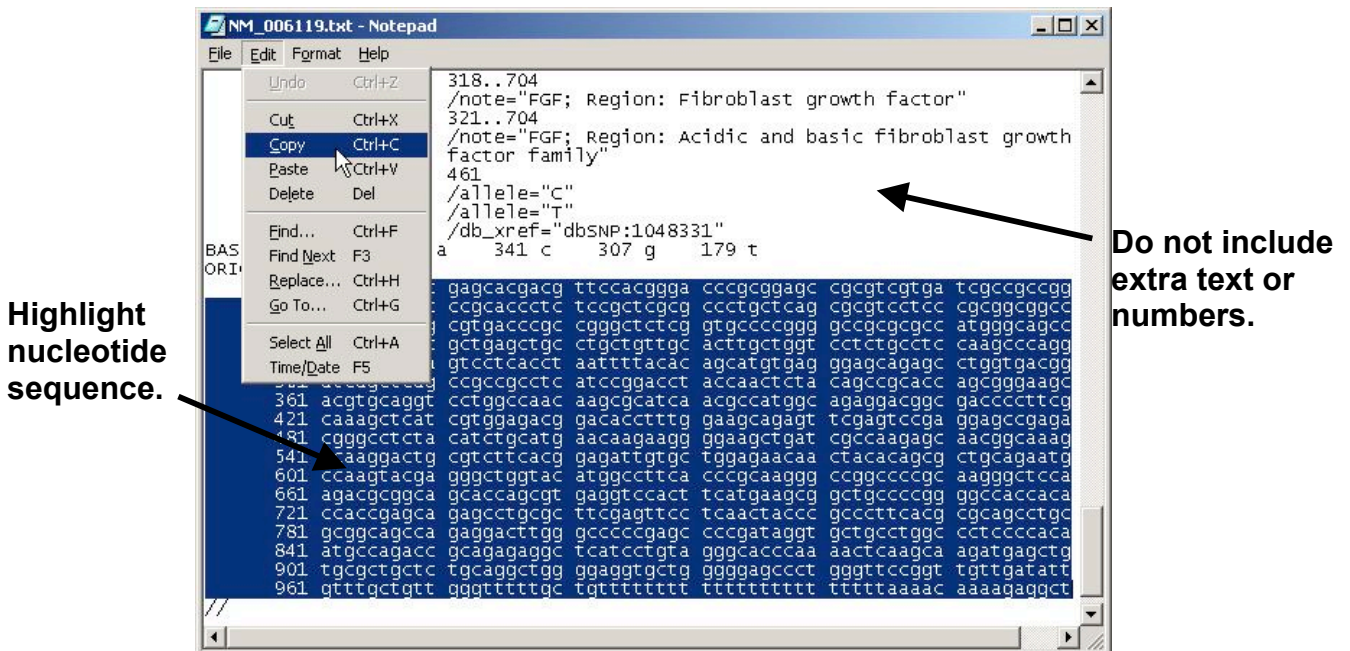 NM_006119.txt - Notepad
File Edit Format Help
Undo Ctrl+Z
Cut Ctrl+X
Copy Ctrl+C
Paste Ctrl+V
Delete Del
Find... Ctrl+F
Find Next F3
Replace... Ctrl+H
Go To... Ctrl+G
Select All Ctrl+A
Time/Date F5
318..704
/note="FGF; Region: Fibroblast growth factor"
321..704
/note="FGF; Region: Acidic and basic fibroblast growth
factor family"
461
/allele="C"
/allele="T"
/db_xref="dbSNP:1048331"
BAS a 341 c 307 g 179 t
ORI
gagcacgacg ttccacggga cccgcggagc cgcgtcgtga tcgccgccgg
ccgcaccctc tccgctcgcg ccctgctcag cgcgtcctcc cgcggcggcc
g cgtgacccgc cgggctctcg gtgccccggg gccgcgcgcc atgggcagcc
gctgagctgc ctgctgttgc acttgctggt cctctgcctc caagcccagg
gtcctcacct aattttacac agcatgtgag ggagcagagc ctggtgacgg
ccgccgcctc atccggacct accaactcta cagccgcacc agcgggaagc
361 acgtgcaggt cctggccaac aagcgcatca acgccatggc agaggacggc gaccccttcg
421 caaagctcat cgtggagacg gacacctttg gaagcagagt tcgagtccga ggagccgaga
481 cgggcctcta catctgcatg aacaagaagg ggaagctgat cgccaagagc aacggcaaag
541 caaggactg cgtcttcacg gagattgtgc tggagaacaa ctacacagcg ctgcagaatg
601 ccaagtacga gggctggtac atggccttca cccgcaaggg ccggccccgc aagggctcca
661 agacgcggca gcaccagcgt gaggtccact tcatgaagcg gctgccccgg ggccaccaca
721 ccaccgagca gagcctgcgc ttcgagttcc tcaactaccc gcccttcacg cgcagcctgc
781 gcggcagcca gaggacttgg gcccccgagc cccgataggt gctgcctggc cctccccaca
841 atgccagacc gcagagaggc tcatcctgta gggcacccaa aactcaagca agatgagctg
901 tgcgctgctc tgcaggctgg ggaggtgctg ggggagccct gggttccggt tgttgatatt
961 gtttgctgtt gggtttttgc tgtttttttt tttttttttt tttttaaaac aaaagaggct
//
Highlight
nucleotide
sequence.
Do not include
extra text or
numbers.